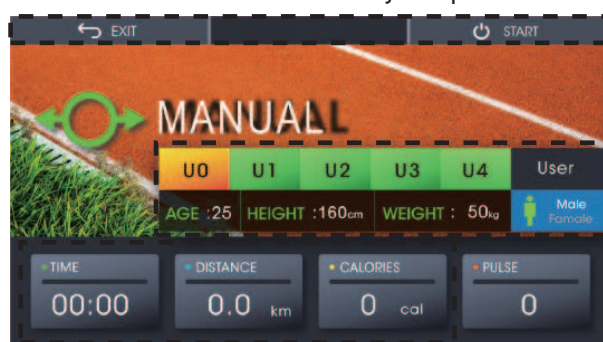 EXIT START
MANUALL
U0 U1 U2 U3 U4 User
AGE :25 HEIGHT :160cm WEIGHT : 50kg Male
Famale
TIME DISTANCE CALORIES PULSE
00:00 0.0 km 0 cal 0